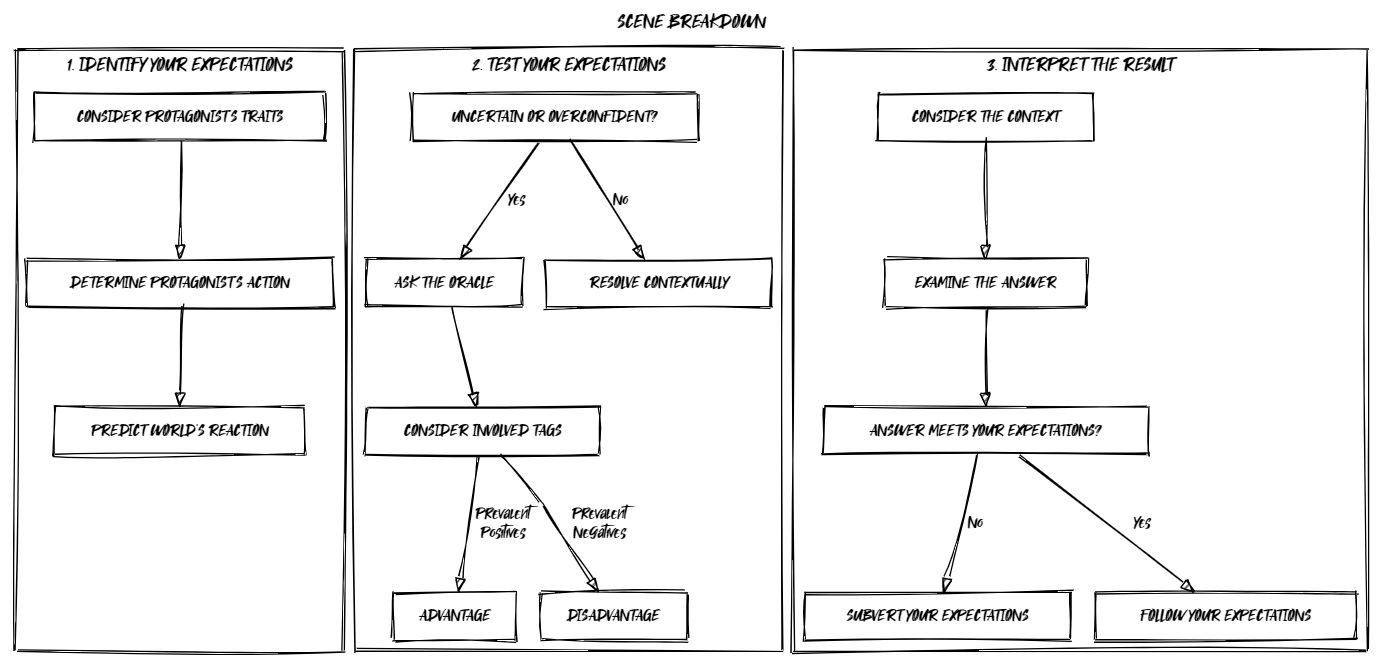 SCENE BREAKDOWN
1. IDENTIFY YOUR EXPECTATIONS
CONSIDER PROTAGONIST'S TRAITS
DETERMINE PROTAGONIST'S ACTION
PREDICT WORLD'S REACTION
2. TEST YOUR EXPECTATIONS
UNCERTAIN OR OVERCONFIDENT?
Yes
No
ASK THE ORACLE
RESOLVE CONTEXTUALLY
CONSIDER INVOLVED TAGS
Prevalent
Positives
Prevalent
Negatives
ADVANTAGE
DISADVANTAGE
3. INTERPRET THE RESULT
CONSIDER THE CONTEXT
EXAMINE THE ANSWER
ANSWER MEETS YOUR EXPECTATIONS?
No
Yes
SUBVERT YOUR EXPECTATIONS
FOLLOW YOUR EXPECTATIONS